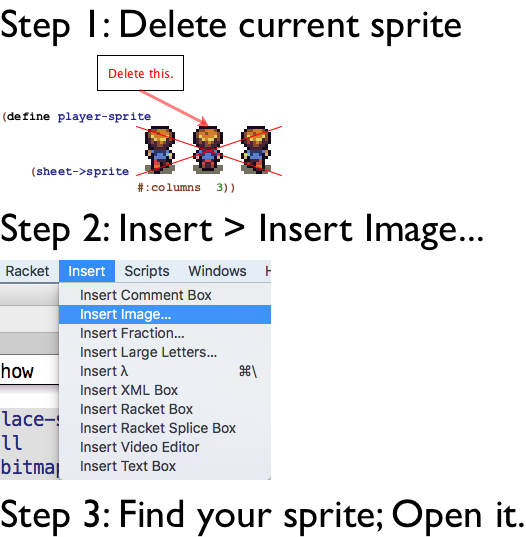 Step 1: Delete current sprite
Delete this.
(define player-sprite
(sheet->sprite
#:columns 3))
Step 2: Insert > Insert Image...
Racket Insert Scripts Windows H
Insert Comment Box
Insert Image...
Insert Fraction...
Insert Large Letters...
how
Insert λ ⌘\
Insert XML Box
Insert Racket Box
lace-s
Insert Racket Splice Box
ll
Insert Video Editor
bitmap
Insert Text Box
Step 3: Find your sprite; Open it.